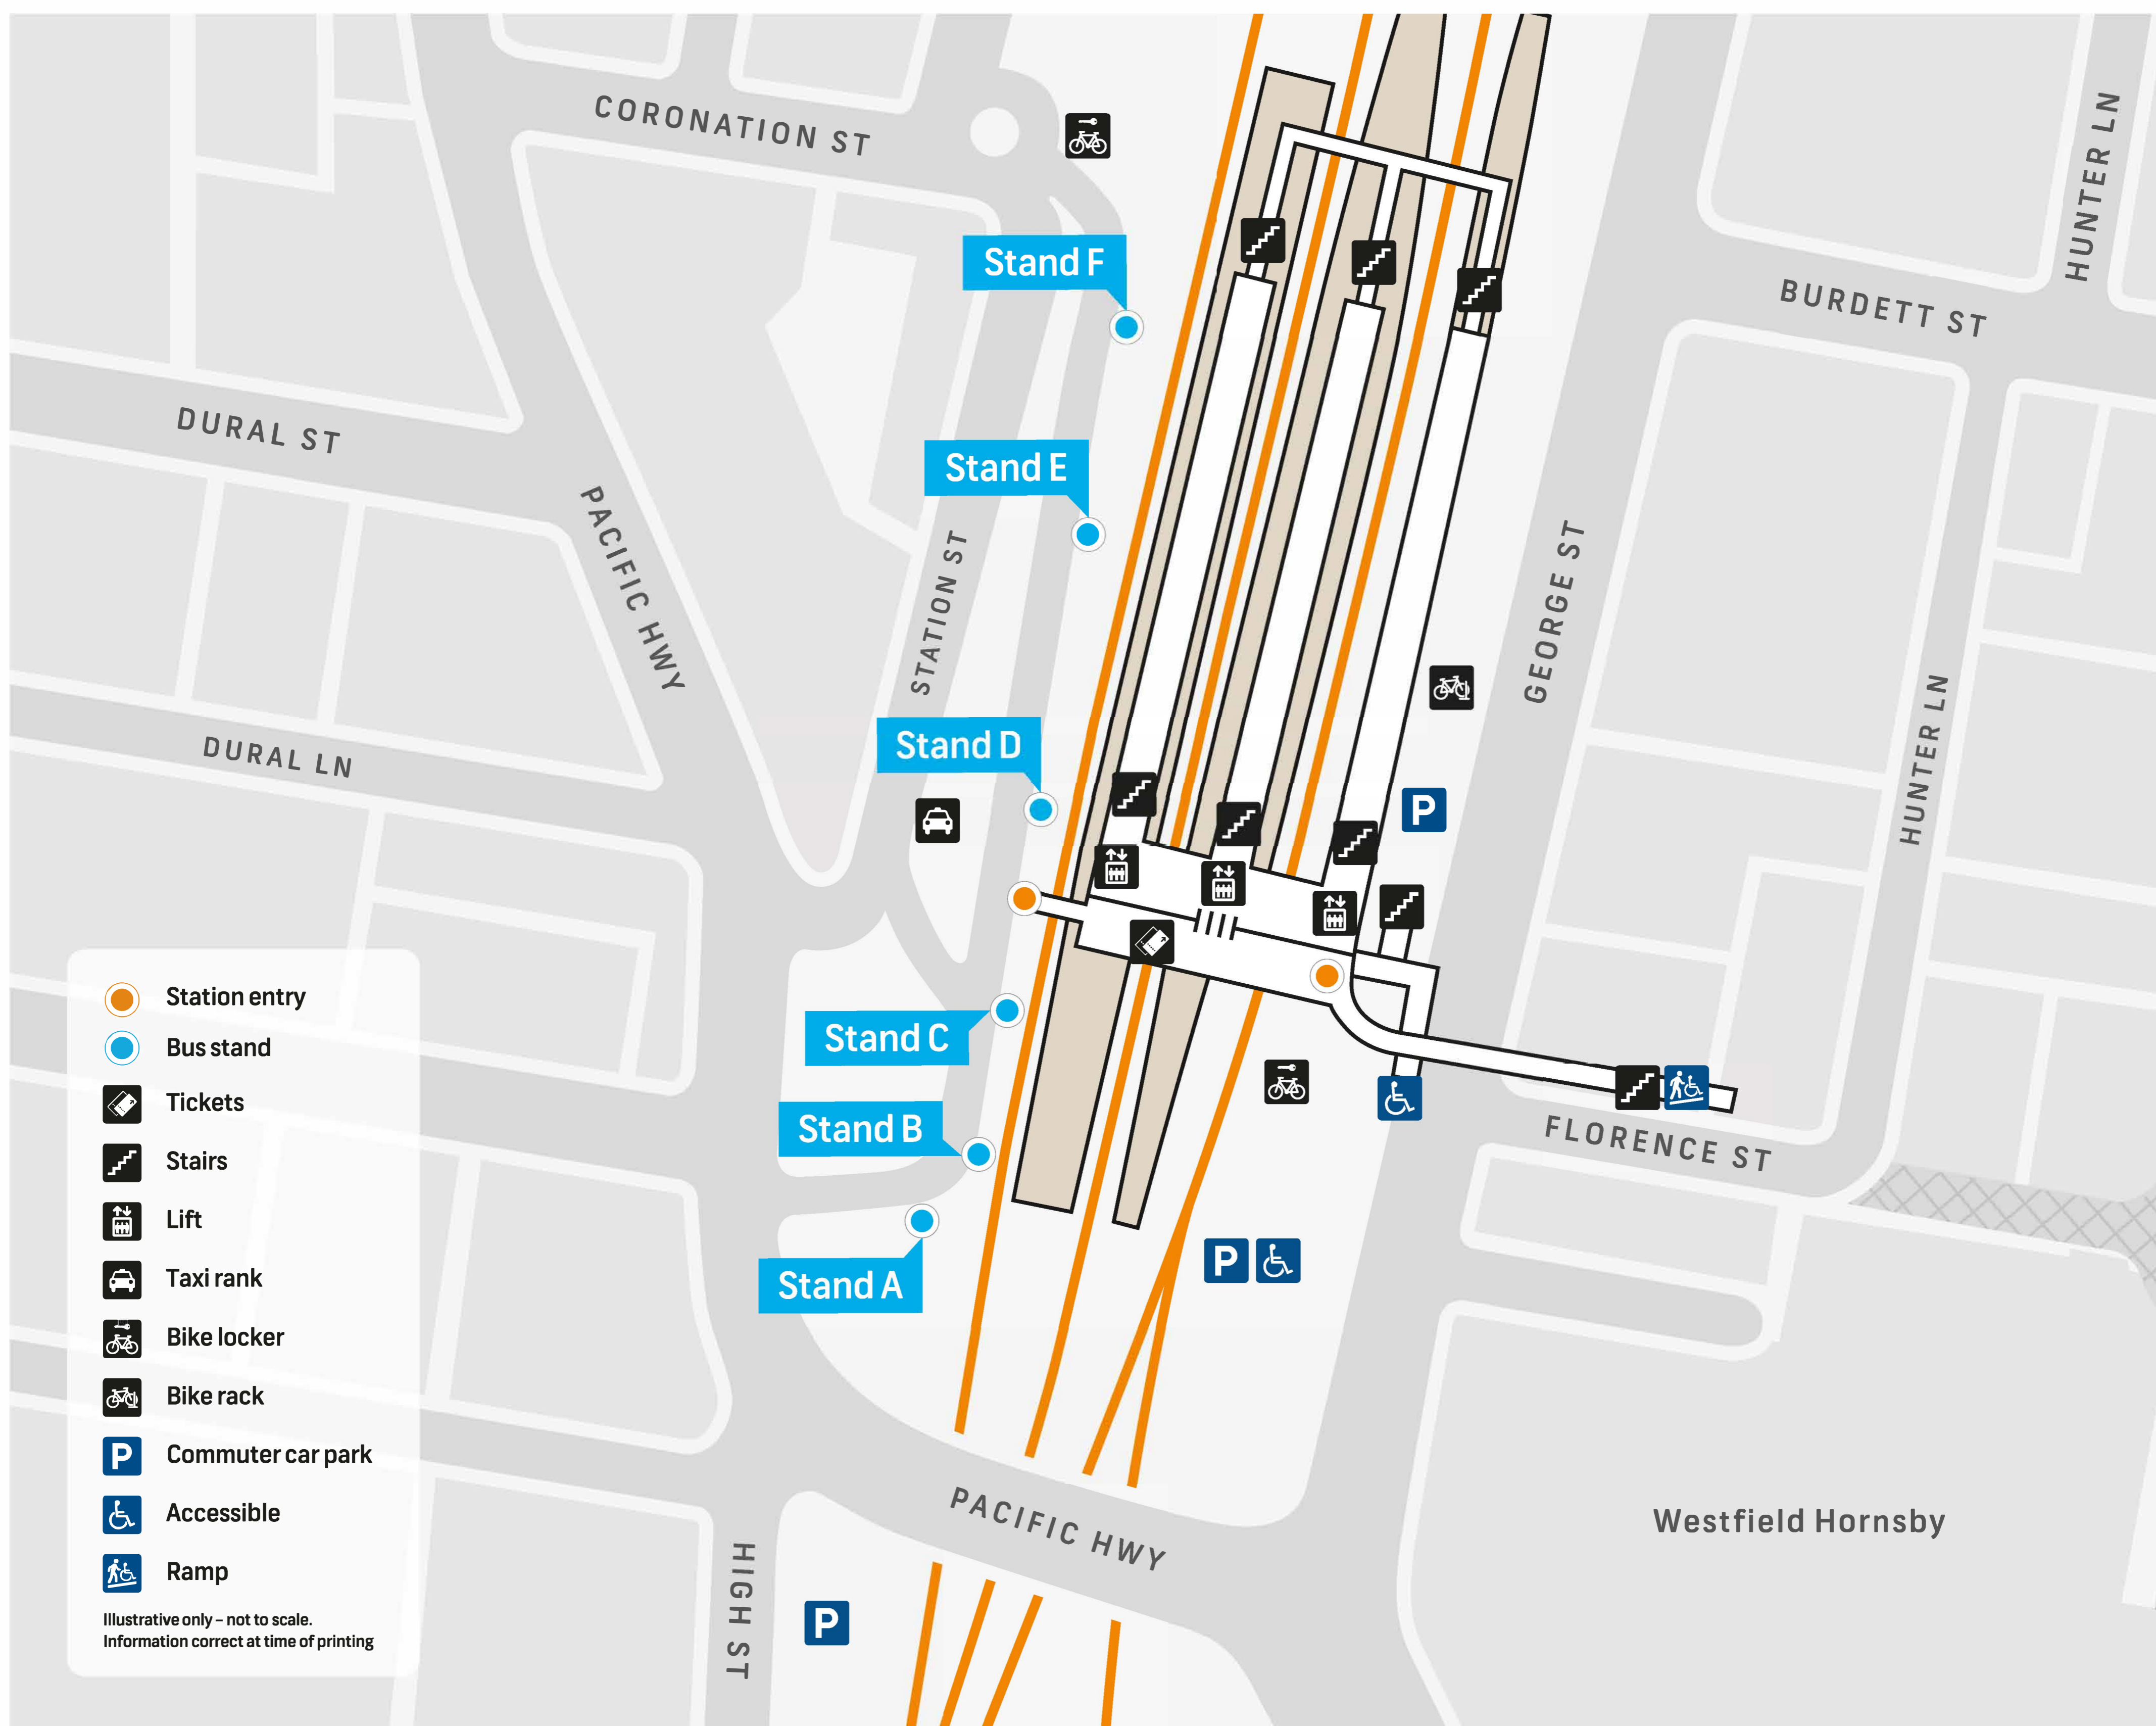 CORONATION ST
HUNTER LN
Stand F
BURDETT ST
DURAL ST
Stand E
PACIFIC HWY
STATION ST
GEORGE ST
DURAL LN
Stand D
HUNTER LN
P
Stand C
Stand B
FLORENCE ST
Stand A
P
Station entry
Bus stand
Tickets
Stairs
Lift
Taxi rank
Bike locker
Bike rack
P Commuter car park
Accessible
Ramp
Illustrative only – not to scale.
Information correct at time of printing
PACIFIC HWY
Westfield Hornsby
HIGH ST
P